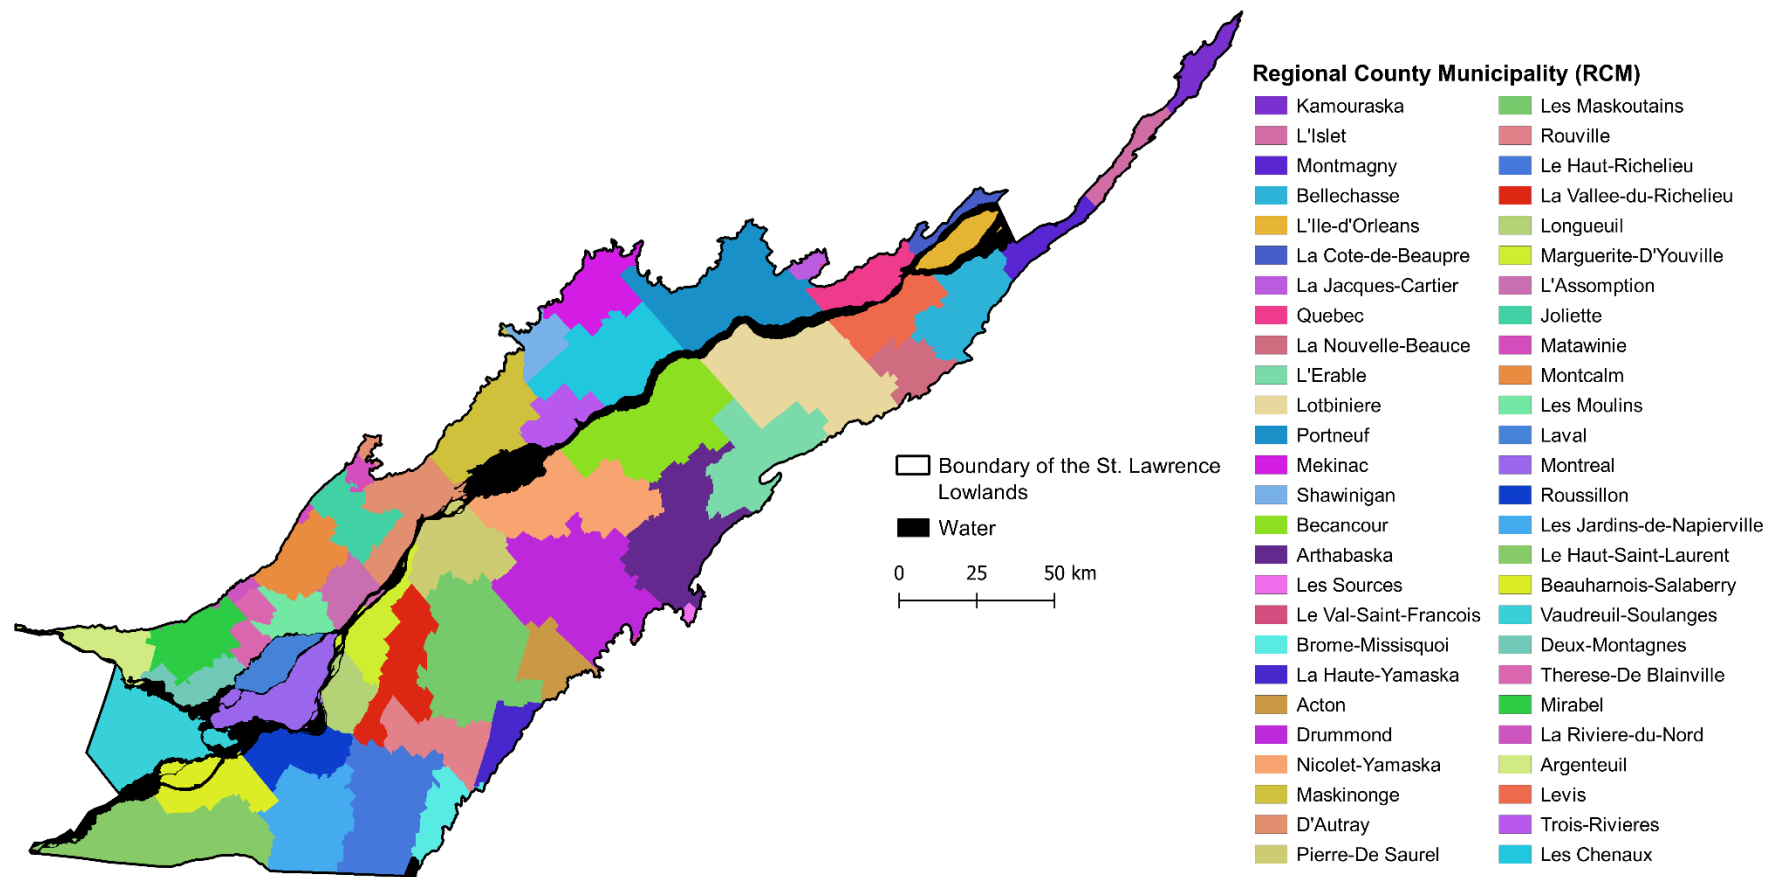 Regional County Municipality (RCM)
Kamouraska
L'Islet
Montmagny
Bellechasse
L'Ile-d'Orleans
La Cote-de-Beaupre
La Jacques-Cartier
Quebec
La Nouvelle-Beauce
L'Erable
Lotbiniere
Portneuf
Mekinac
Shawinigan
Becancour
Arthabaska
Les Sources
Le Val-Saint-Francois
Brome-Missisquoi
La Haute-Yamaska
Acton
Drummond
Nicolet-Yamaska
Maskinonge
D'Autray
Pierre-De Saurel
Les Maskoutains
Rouville
Le Haut-Richelieu
La Vallee-du-Richelieu
Longueuil
Marguerite-D'Youville
L'Assomption
Joliette
Matawinie
Montcalm
Les Moulins
Laval
Montreal
Roussillon
Les Jardins-de-Napierville
Le Haut-Saint-Laurent
Beauharnois-Salaberry
Vaudreuil-Soulanges
Deux-Montagnes
Therese-De Blainville
Mirabel
La Riviere-du-Nord
Argenteuil
Levis
Trois-Rivieres
Les Chenaux
Boundary of the St. Lawrence
Lowlands
Water
0 25 50 km